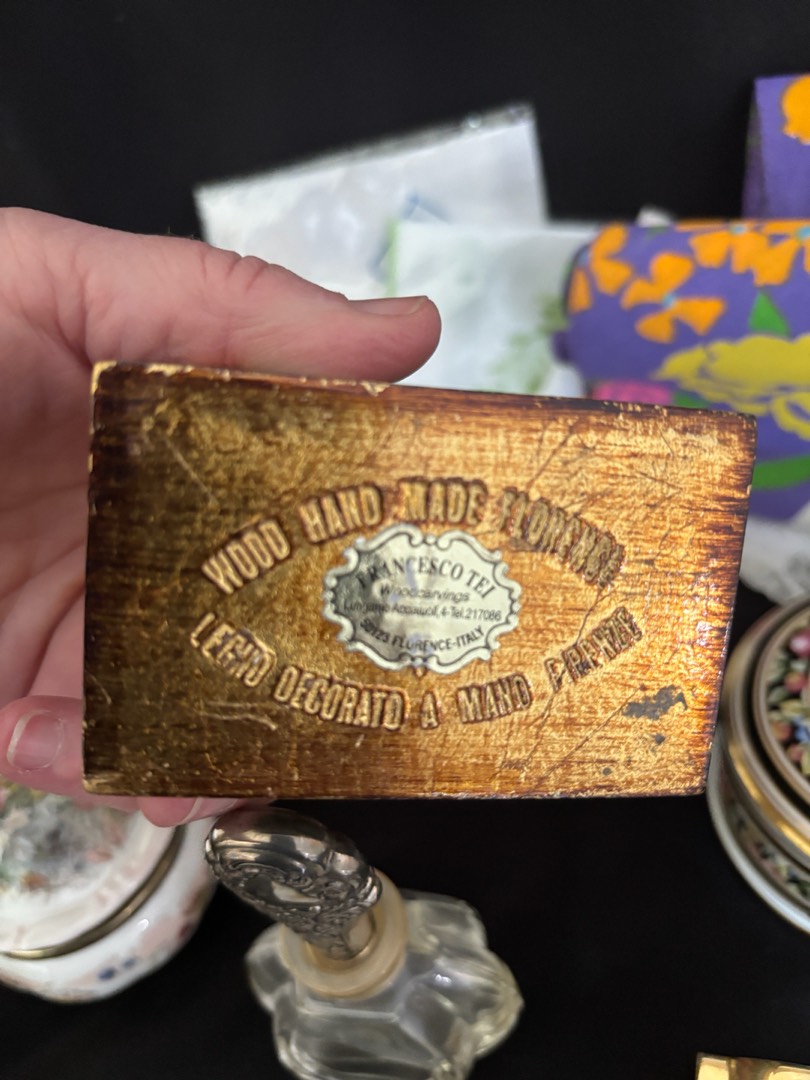 WOOD HAND MADE FLORENCE
FRANCESCO TEI
Woodcarvings
Lungarno Acciaiuoli, 4-Tel.217086
50123 FLORENCE-ITALY
LEGNO DECORATO A MANO FIRENZE